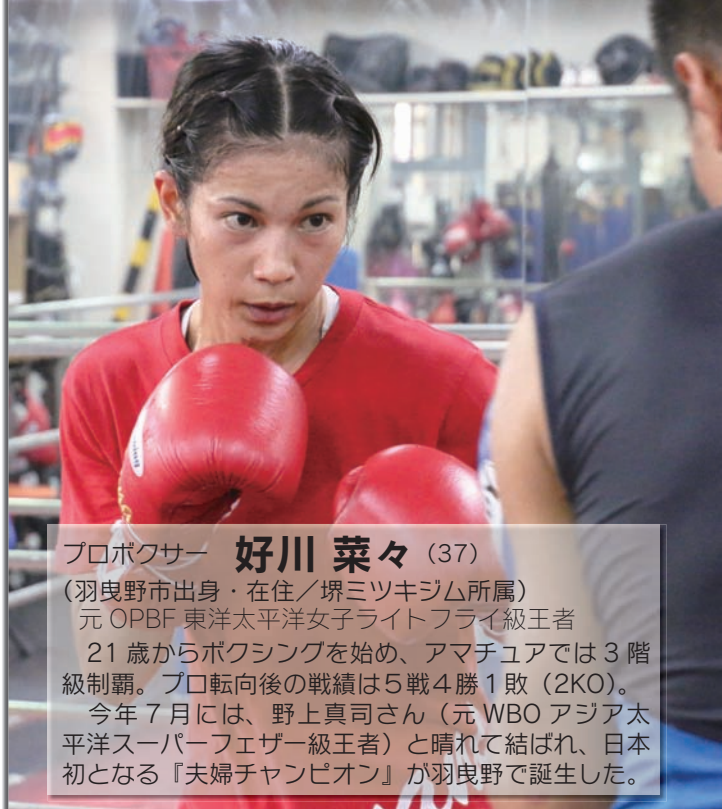 プロボクサー 好川 菜々（37）
（羽曳野市出身・在住／堺ミツキジム所属）
元 OPBF 東洋太平洋女子ライトフライ級王者
21 歳からボクシングを始め、アマチュアでは 3 階
級制覇。プロ転向後の戦績は５戦４勝１敗（2KO）。
今年 7 月には、野上真司さん（元 WBO アジア太
平洋スーパーフェザー級王者）と晴れて結ばれ、日本
初となる『夫婦チャンピオン』が羽曳野で誕生した。